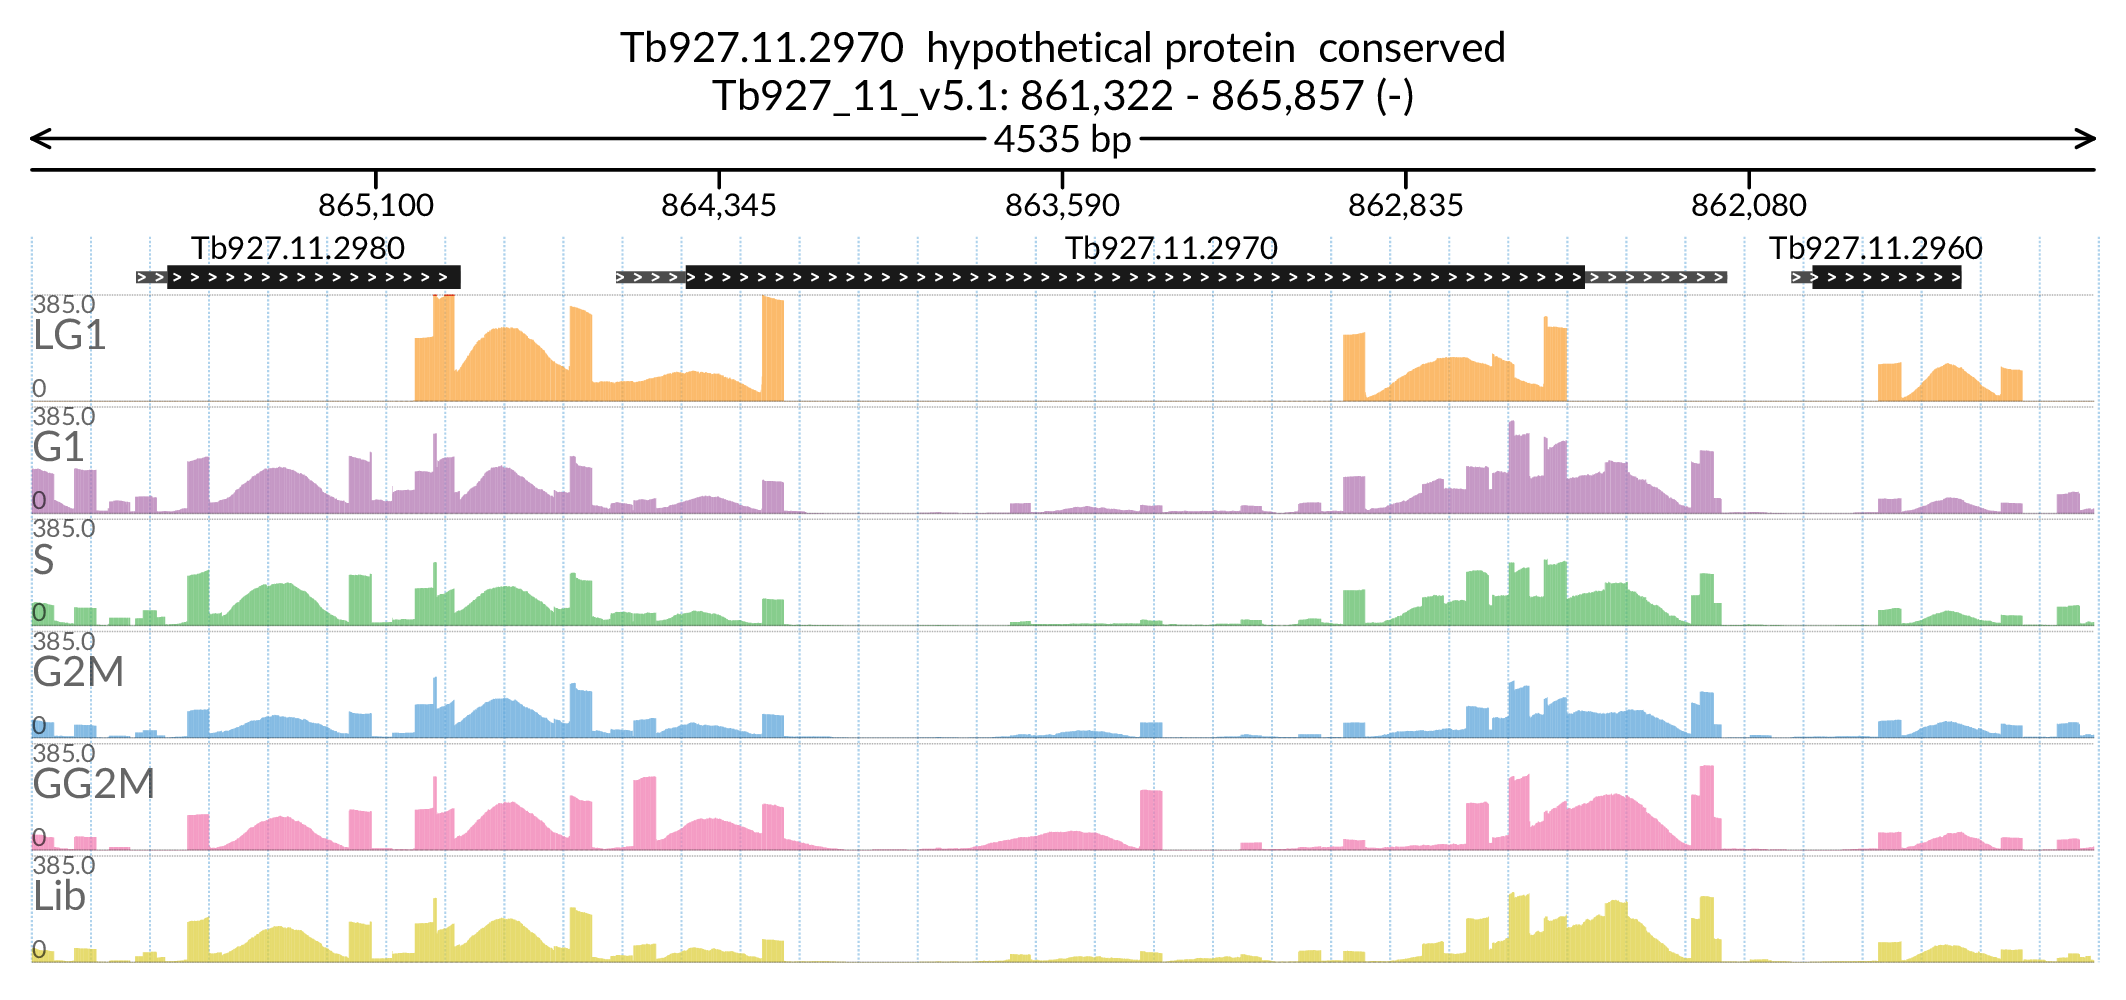 Tb927.11.2970 hypothetical protein conserved
Tb927_11_v5.1: 861,322 - 865,857 (-)
4535 bp
865,100 864,345 863,590 862,835 862,080
Tb927.11.2980 Tb927.11.2970 Tb927.11.2960
385.0
LG1
0
385.0
G1
0
385.0
S
0
385.0
G2M
0
385.0
GG2M
0
385.0
Lib
0